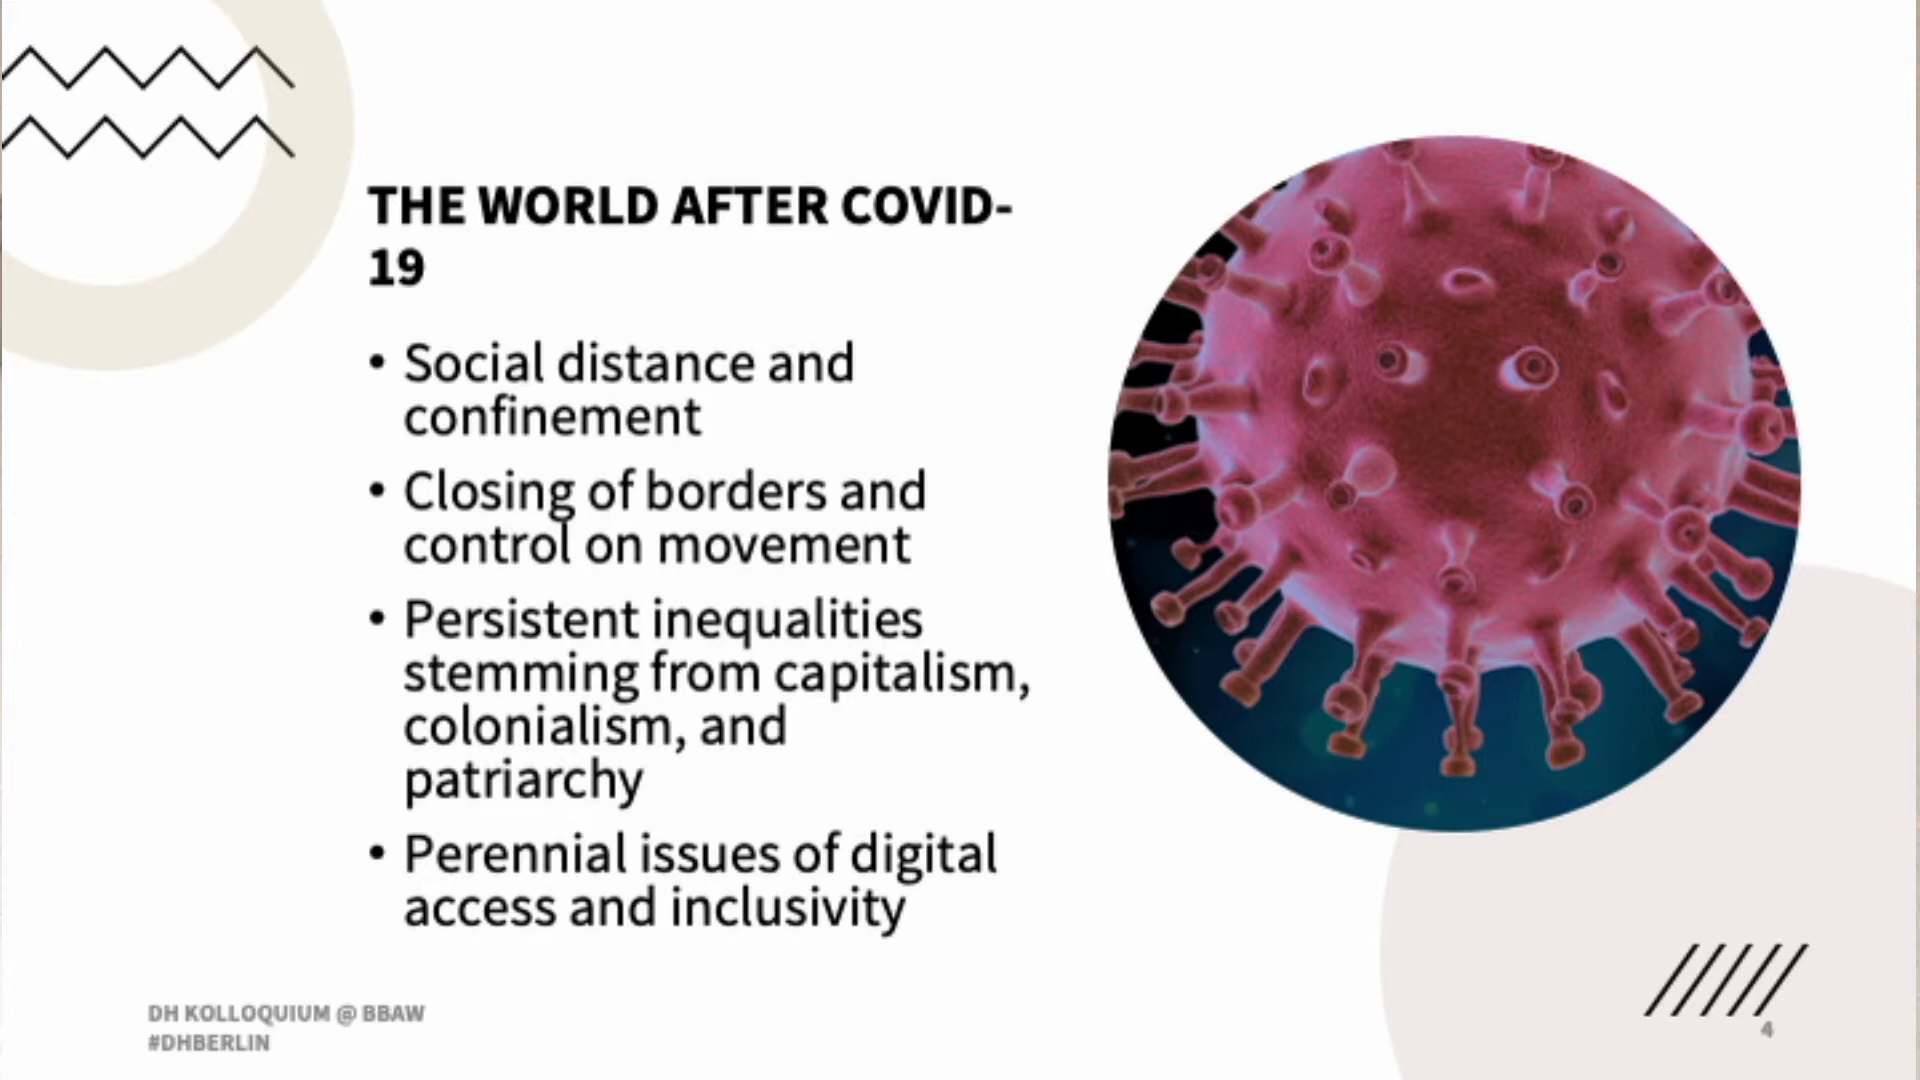 THE WORLD AFTER COVID-
19
• Social distance and
confinement
• Closing of borders and
control on movement
• Persistent inequalities
stemming from capitalism,
colonialism, and
patriarchy
• Perennial issues of digital
access and inclusivity
DH KOLLOQUIUM @ BBAW
#DHBERLIN
4